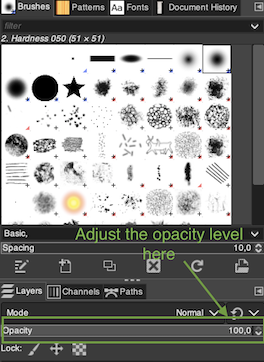 Brushes Patterns Aa Fonts Document History
filter
2. Hardness 050 (51 × 51)
Basic,
Adjust the opacity level here
Spacing 10,0
Layers Channels Paths
Mode Normal
Opacity 100,0
Lock: